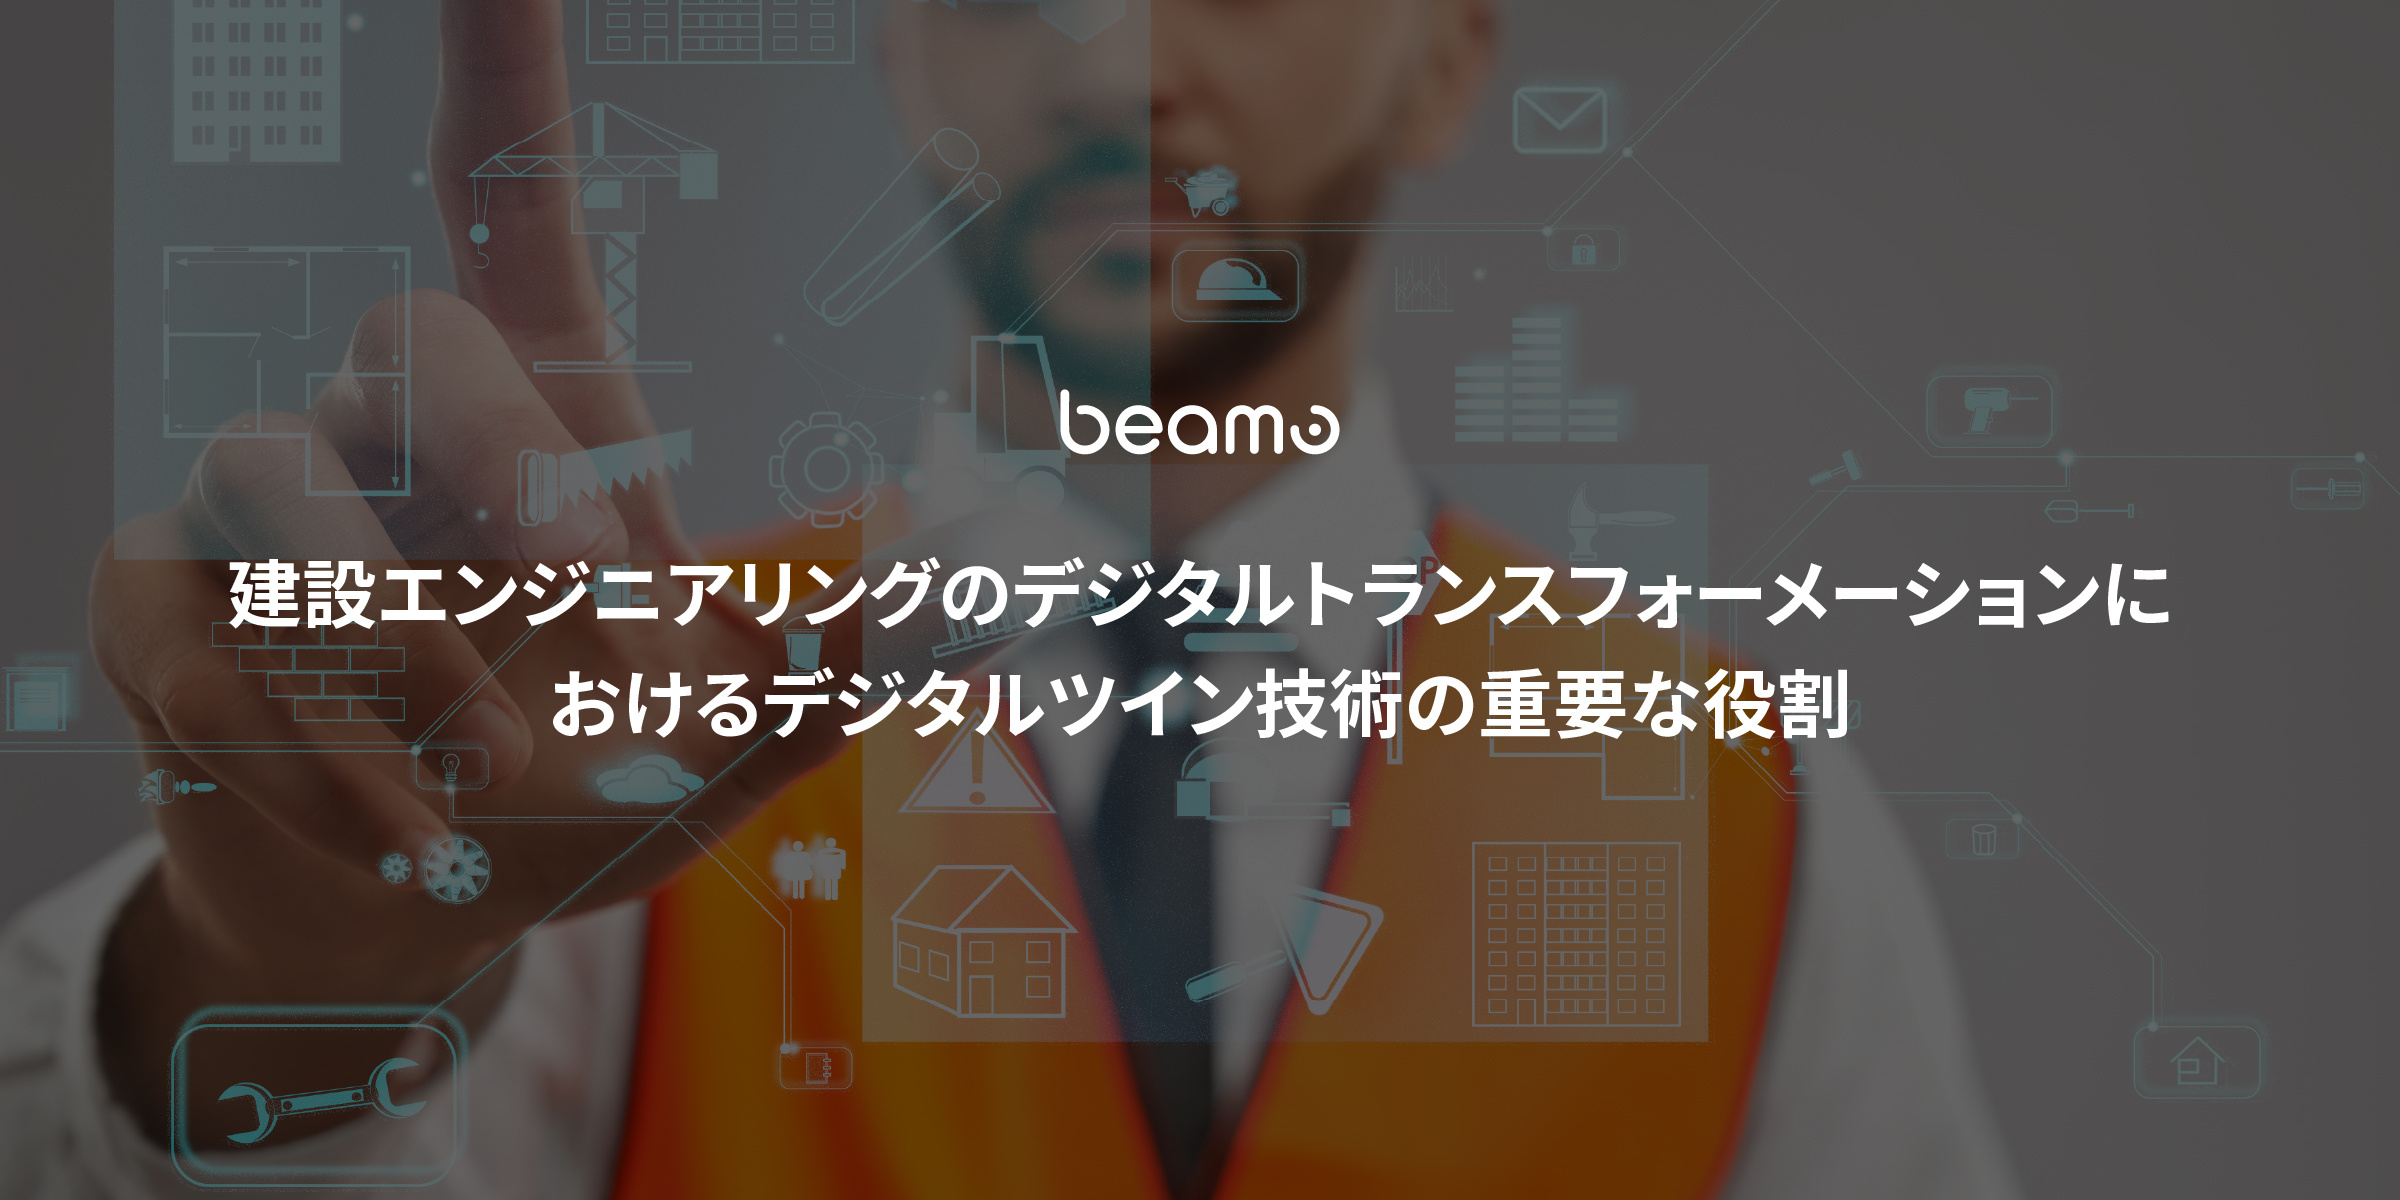 beamo
建設エンジニアリングのデジタルトランスフォーメーションに
おけるデジタルツイン技術の重要な役割